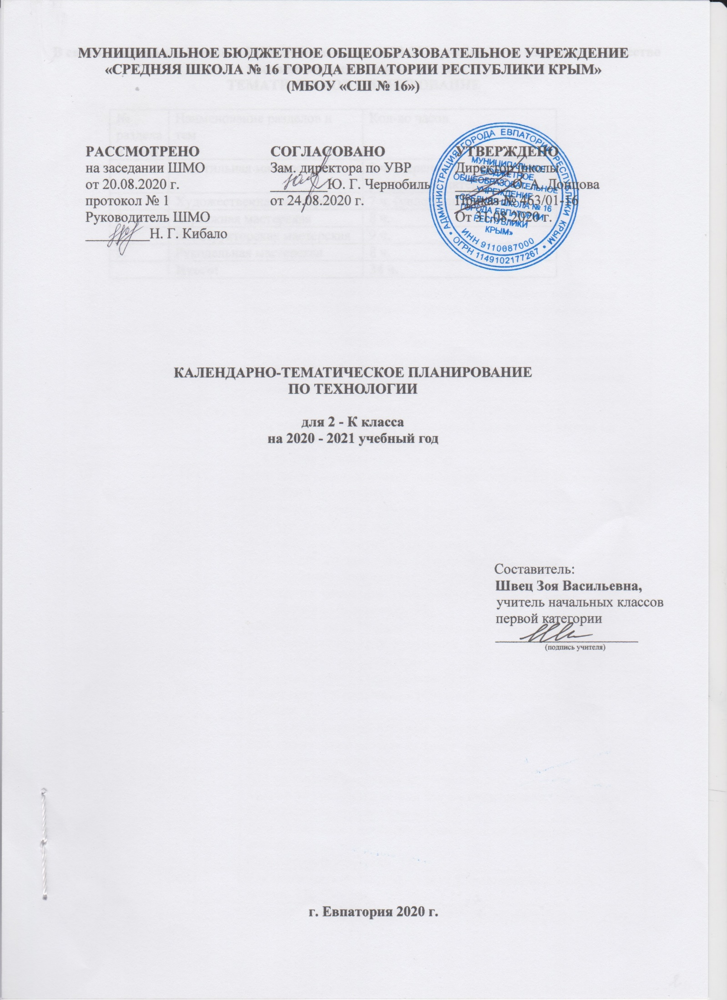 МУНИЦИПАЛЬНОЕ БЮДЖЕТНОЕ ОБЩЕОБРАЗОВАТЕЛЬНОЕ УЧРЕЖДЕНИЕ
«СРЕДНЯЯ ШКОЛА № 16 ГОРОДА ЕВПАТОРИИ РЕСПУБЛИКИ КРЫМ»
(МБОУ «СШ № 16»)
РАССМОТРЕНО
на заседании ШМО
от 20.08.2020 г.
протокол № 1
Руководитель ШМО
_________Н. Г. Кибало
СОГЛАСОВАНО
Зам. директора по УВР
________Ю. Г. Чернобиль
от 24.08.2020 г.
УТВЕРЖДЕНО
Директор школы
________О. А. Донцова
Приказ № 463/01-16
От 31.08.2020 г.
АДМИНИСТРАЦИЯ ГОРОДА ЕВПАТОРИИ РЕСПУБЛИКИ КРЫМ
• ОГРН 1149102177267 •
МУНИЦИПАЛЬНОЕ
БЮДЖЕТНОЕ
ОБЩЕОБРАЗОВАТЕЛЬНОЕ
УЧРЕЖДЕНИЕ
«СРЕДНЯЯ ШКОЛА № 16
ГОРОДА ЕВПАТОРИИ
РЕСПУБЛИКИ
КРЫМ»
ИНН 9110087000
КАЛЕНДАРНО-ТЕМАТИЧЕСКОЕ ПЛАНИРОВАНИЕ
ПО ТЕХНОЛОГИИ
для 2 - К класса
на 2020 - 2021 учебный год
Составитель:
Швец Зоя Васильевна,
учитель начальных классов
первой категории
(подпись учителя)
г. Евпатория 2020 г.